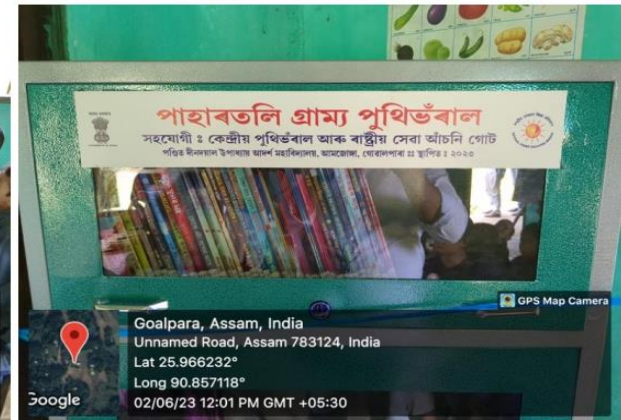 পাহাৰতলি গ্ৰাম্য পুথিভঁৰাল
সহযোগী ঃ কেন্দ্ৰীয় পুথিভঁৰাল আৰু ৰাষ্ট্ৰীয় সেৱা আঁচনি গোট
পণ্ডিত দীনদয়াল উপাধ্যায় আদৰ্শ মহাবিদ্যালয়, আমজোঙা, গোৱালপাৰা ঃঃ স্থাপিত ঃ ২০২৩
GPS Map Camera
Goalpara, Assam, India
Unnamed Road, Assam 783124, India
Lat 25.966232°
Long 90.857118°
02/06/23 12:01 PM GMT +05:30
Google